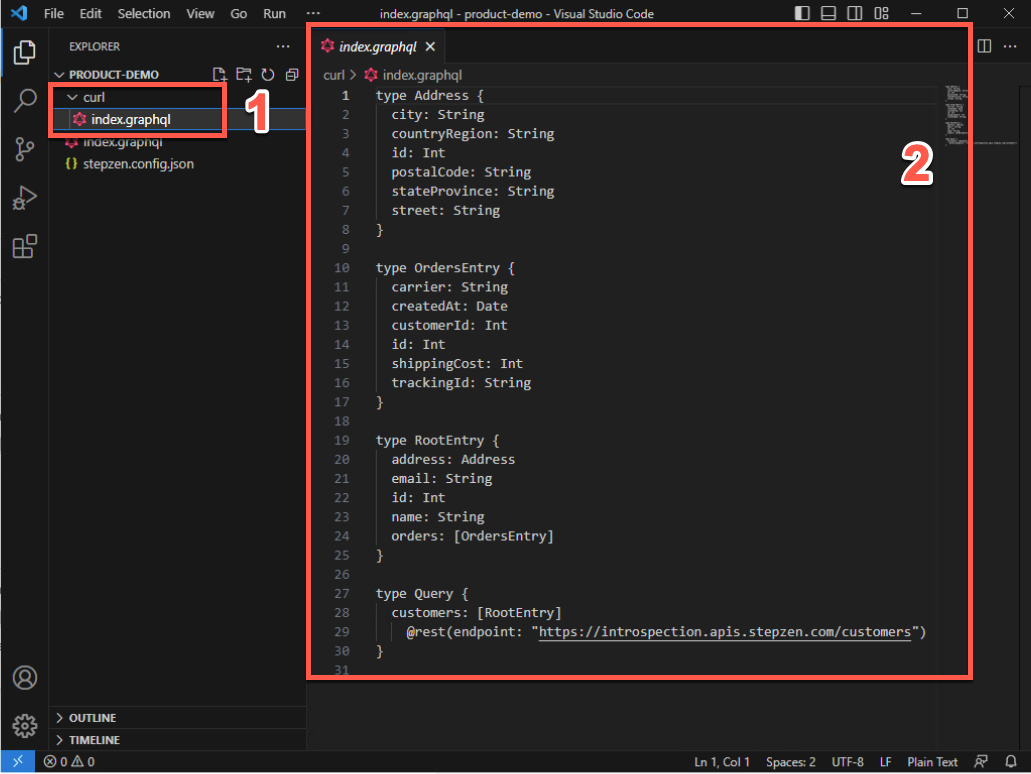 File Edit Selection View Go Run ··· index.graphql - product-demo - Visual Studio Code
EXPLORER ···
PRODUCT-DEMO
curl
index.graphql
index.graphql
stepzen.config.json
1
index.graphql
curl > index.graphql
1 type Address {
2 city: String
3 countryRegion: String
4 id: Int
5 postalCode: String
6 stateProvince: String
7 street: String
8 }
9
10 type OrdersEntry {
11 carrier: String
12 createdAt: Date
13 customerId: Int
14 id: Int
15 shippingCost: Int
16 trackingId: String
17 }
18
19 type RootEntry {
20 address: Address
21 email: String
22 id: Int
23 name: String
24 orders: [OrdersEntry]
25 }
26
27 type Query {
28 customers: [RootEntry]
29 @rest(endpoint: "https://introspection.apis.stepzen.com/customers")
30 }
31
2
OUTLINE
TIMELINE
0 0 Ln 1, Col 1 Spaces: 2 UTF-8 LF Plain Text